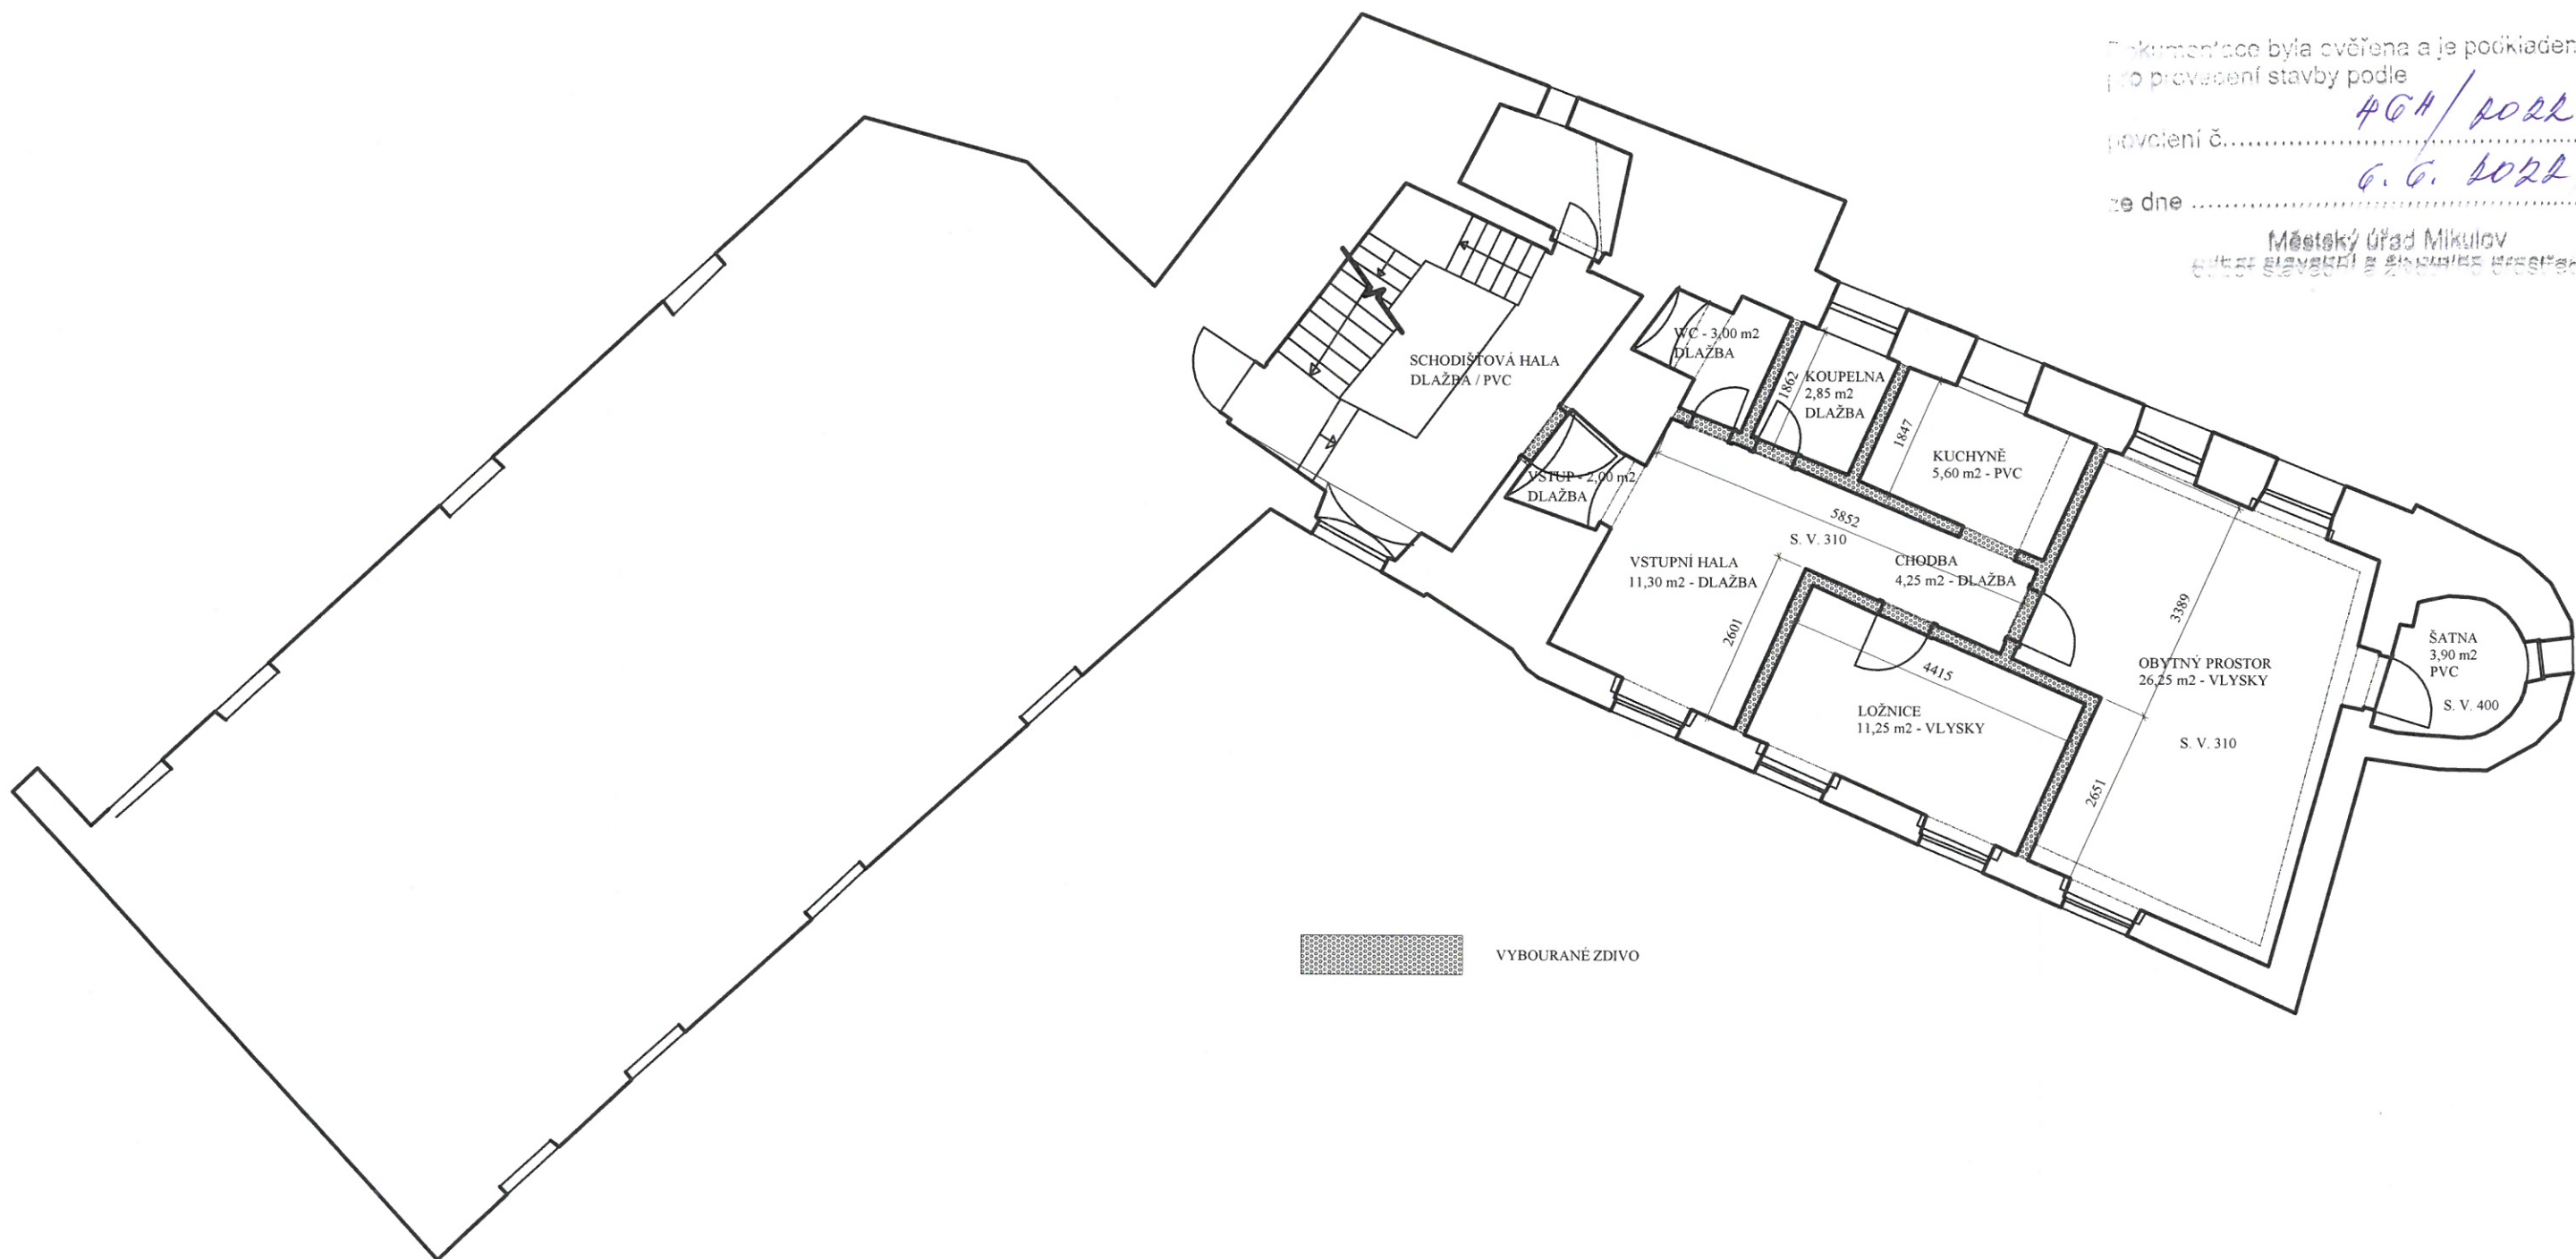 Dokumentace byla ověřena a je podkladem
pro provedení stavby podle
povolení č. 2022
ze dne 6. 6. 2022
Městský úřad Mikulov
WC - 3,00 m2
DLAŽBA
SCHODIŠŤOVÁ HALA
DLAŽBA / PVC
KOUPELNA
2,85 m2
DLAŽBA
1862
1847
KUCHYNĚ
5,60 m2 - PVC
VSTUP - 2,00 m2
DLAŽBA
5852
S. V. 310
VSTUPNÍ HALA
11,30 m2 - DLAŽBA
CHODBA
4,25 m2 - DLAŽBA
2601
3389
4415
ŠATNA
3,90 m2
PVC
S. V. 400
OBYTNÝ PROSTOR
26,25 m2 - VLYSKY
S. V. 310
LOŽNICE
11,25 m2 - VLYSKY
2651
VYBOURANÉ ZDIVO